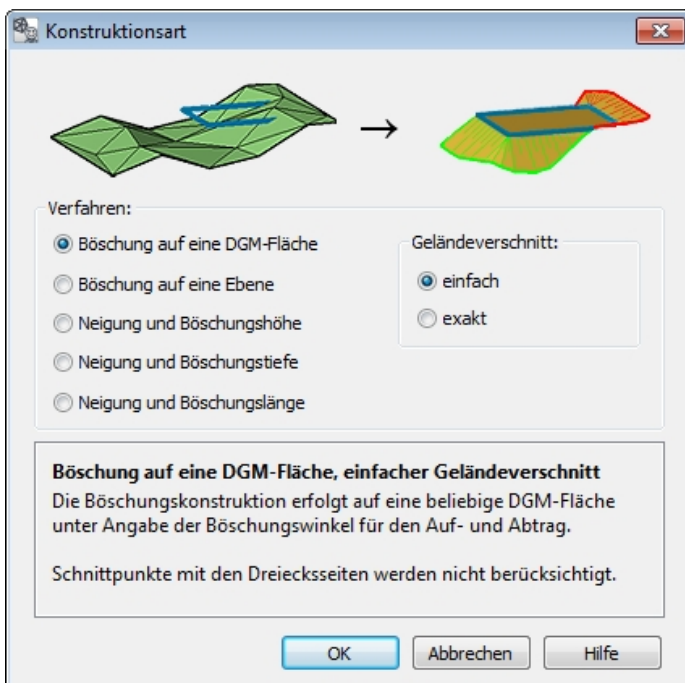 Konstruktionsart
Verfahren:
Böschung auf eine DGM-Fläche
Böschung auf eine Ebene
Neigung und Böschungshöhe
Neigung und Böschungstiefe
Neigung und Böschungslänge
Geländeverschnitt:
einfach
exakt
Böschung auf eine DGM-Fläche, einfacher Geländeverschnitt
Die Böschungskonstruktion erfolgt auf eine beliebige DGM-Fläche
unter Angabe der Böschungswinkel für den Auf- und Abtrag.
Schnittpunkte mit den Dreiecksseiten werden nicht berücksichtigt.
OK
Abbrechen
Hilfe